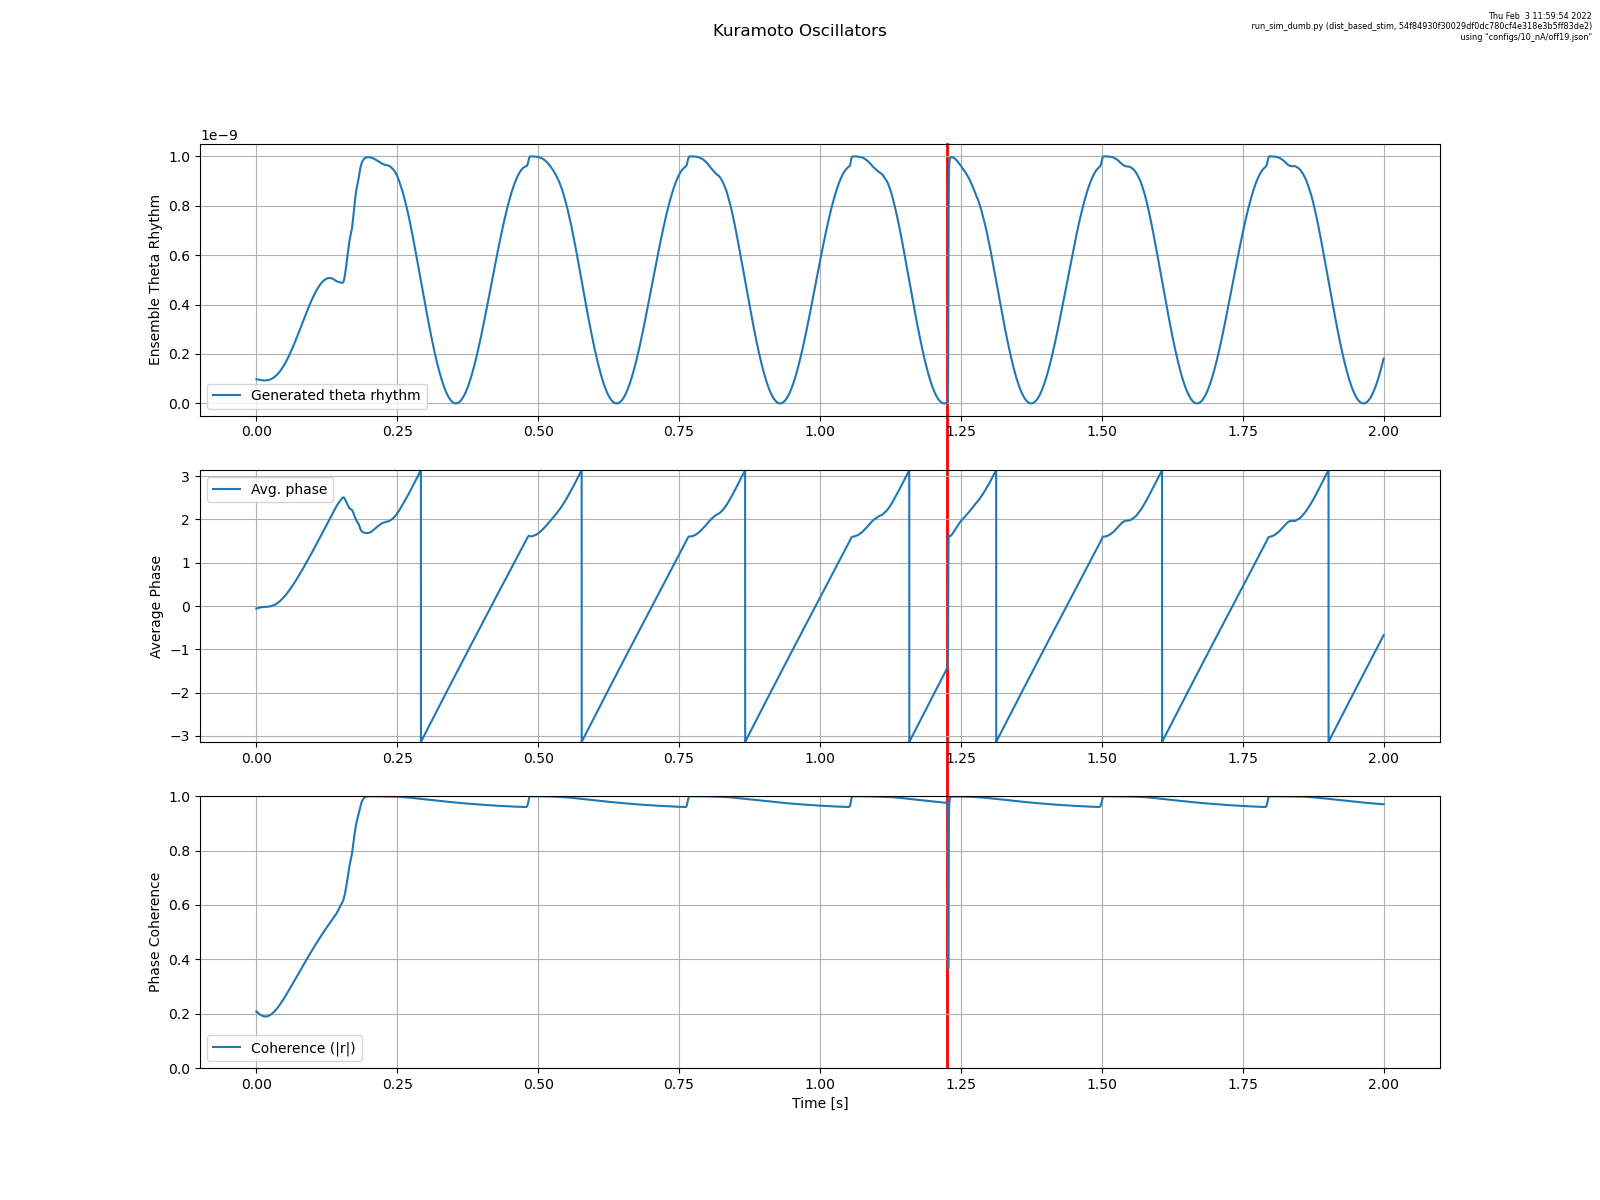 Thu Feb  3 11:59:54 2022
run_sim_dumb.py (dist_based_stim, 54f84930f30029df0dc780cf4e318e3b5ff83de2)
using "configs/10_nA/off19.json"
Kuramoto Oscillators
1e−9
Ensemble Theta Rhythm
1.0
0.8
0.6
0.4
0.2
0.0
Generated theta rhythm
0.00 0.25 0.50 0.75 1.00 1.25 1.50 1.75 2.00
Average Phase
3
2
1
0
−1
−2
−3
Avg. phase
0.00 0.25 0.50 0.75 1.00 1.25 1.50 1.75 2.00
Phase Coherence
1.0
0.8
0.6
0.4
0.2
0.0
Coherence (|r|)
0.00 0.25 0.50 0.75 1.00 1.25 1.50 1.75 2.00
Time [s]